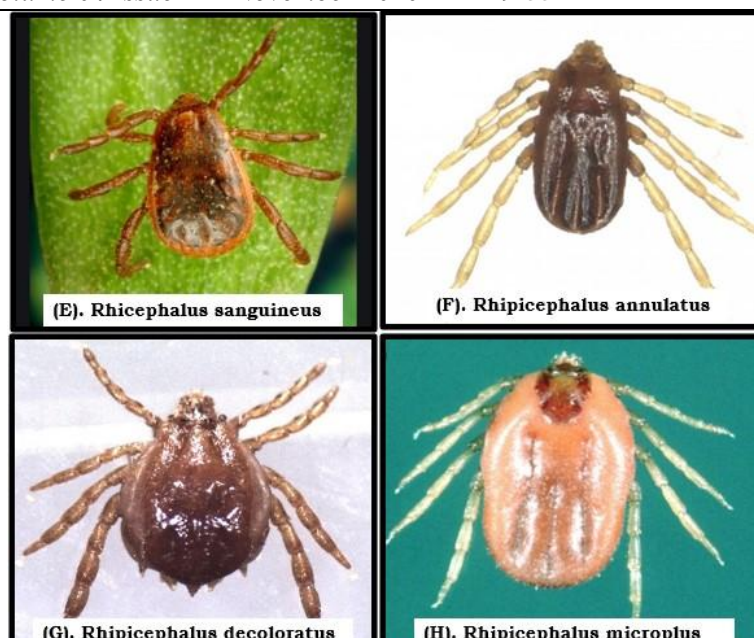 (E). Rhicephalus sanguineus
(F). Rhipicephalus annulatus
(G). Rhipicephalus decoloratus
(H). Rhipicephalus microplus